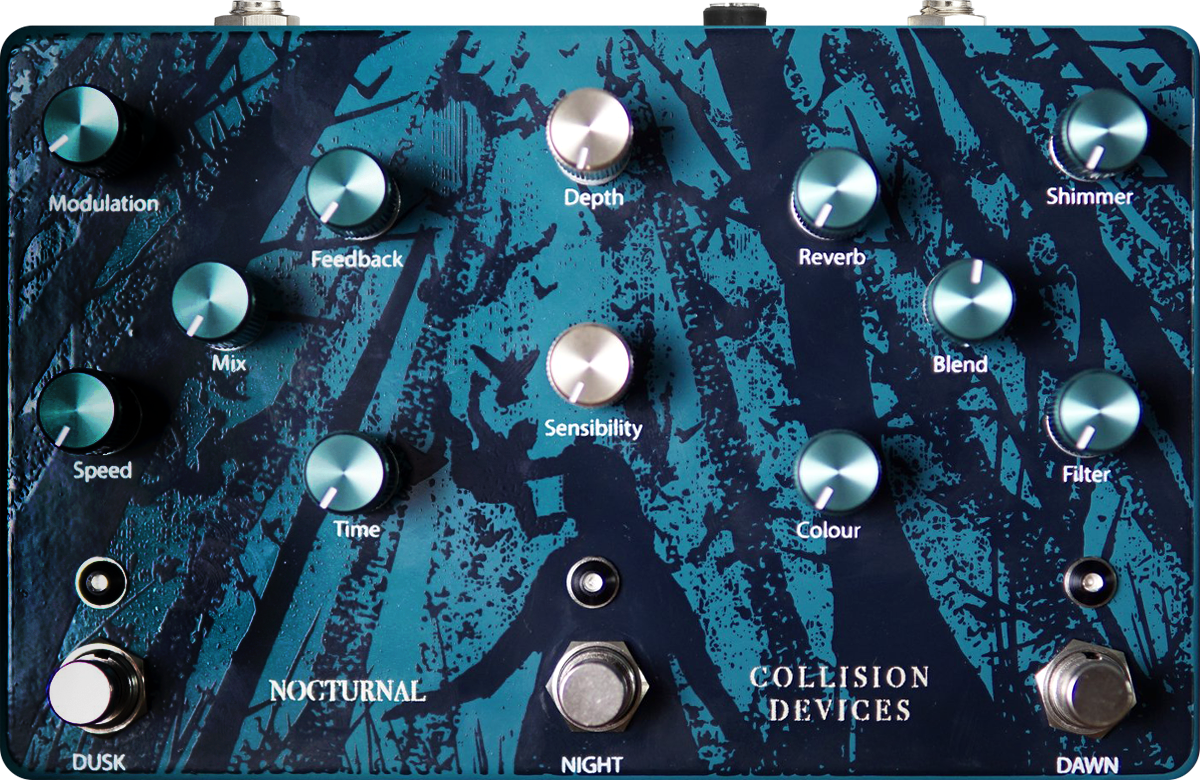 Modulation
Depth
Shimmer
Feedback
Reverb
Mix
Blend
Sensibility
Speed
Filter
Time
Colour
NOCTURNAL
COLLISION
DEVICES
DUSK
NIGHT
DAWN